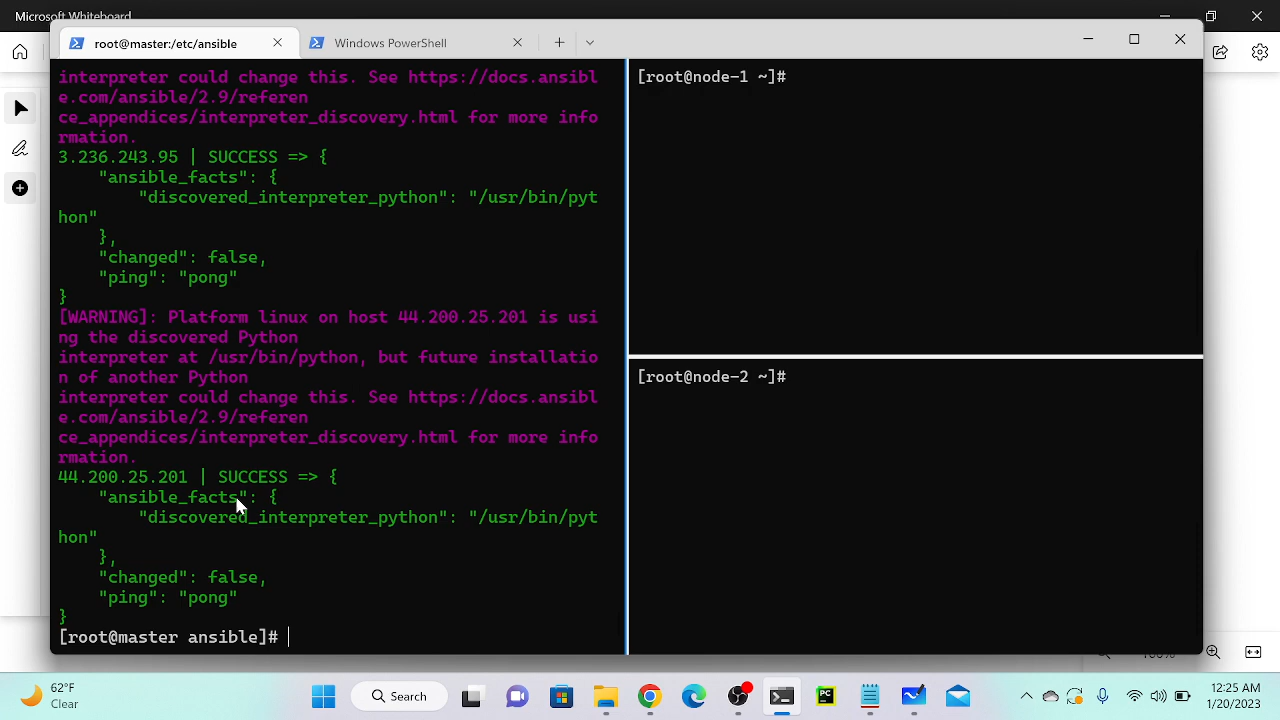 Microsoft Whiteboard
root@master:/etc/ansible
Windows PowerShell
interpreter could change this. See https://docs.ansibl
e.com/ansible/2.9/referen
ce_appendices/interpreter_discovery.html for more info
rmation.
3.236.243.95 | SUCCESS => {
    "ansible_facts": {
        "discovered_interpreter_python": "/usr/bin/pyt
hon"
    },
    "changed": false,
    "ping": "pong"
}
[WARNING]: Platform linux on host 44.200.25.201 is usi
ng the discovered Python
interpreter at /usr/bin/python, but future installatio
n of another Python
interpreter could change this. See https://docs.ansibl
e.com/ansible/2.9/referen
ce_appendices/interpreter_discovery.html for more info
rmation.
44.200.25.201 | SUCCESS => {
    "ansible_facts": {
        "discovered_interpreter_python": "/usr/bin/pyt
hon"
    },
    "changed": false,
    "ping": "pong"
}
[root@master ansible]#
[root@node-1 ~]#
[root@node-2 ~]#
62°F
Clear
Search
12:25 AM
1/20/2023